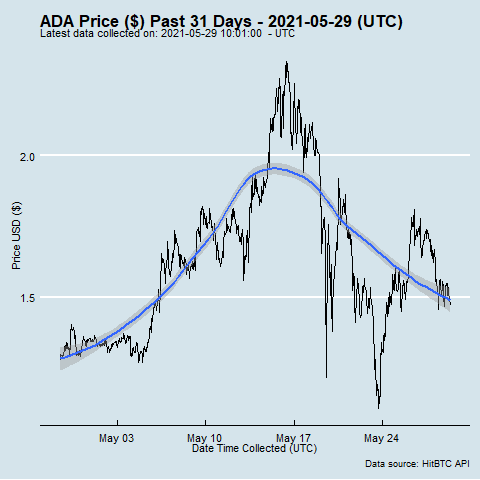 ADA Price ($) Past 31 Days - 2021-05-29 (UTC)
Latest data collected on: 2021-05-29 10:01:00  - UTC
2.0
1.5
Price USD ($)
May 03
May 10
May 17
May 24
Date Time Collected (UTC)
Data source: HitBTC API